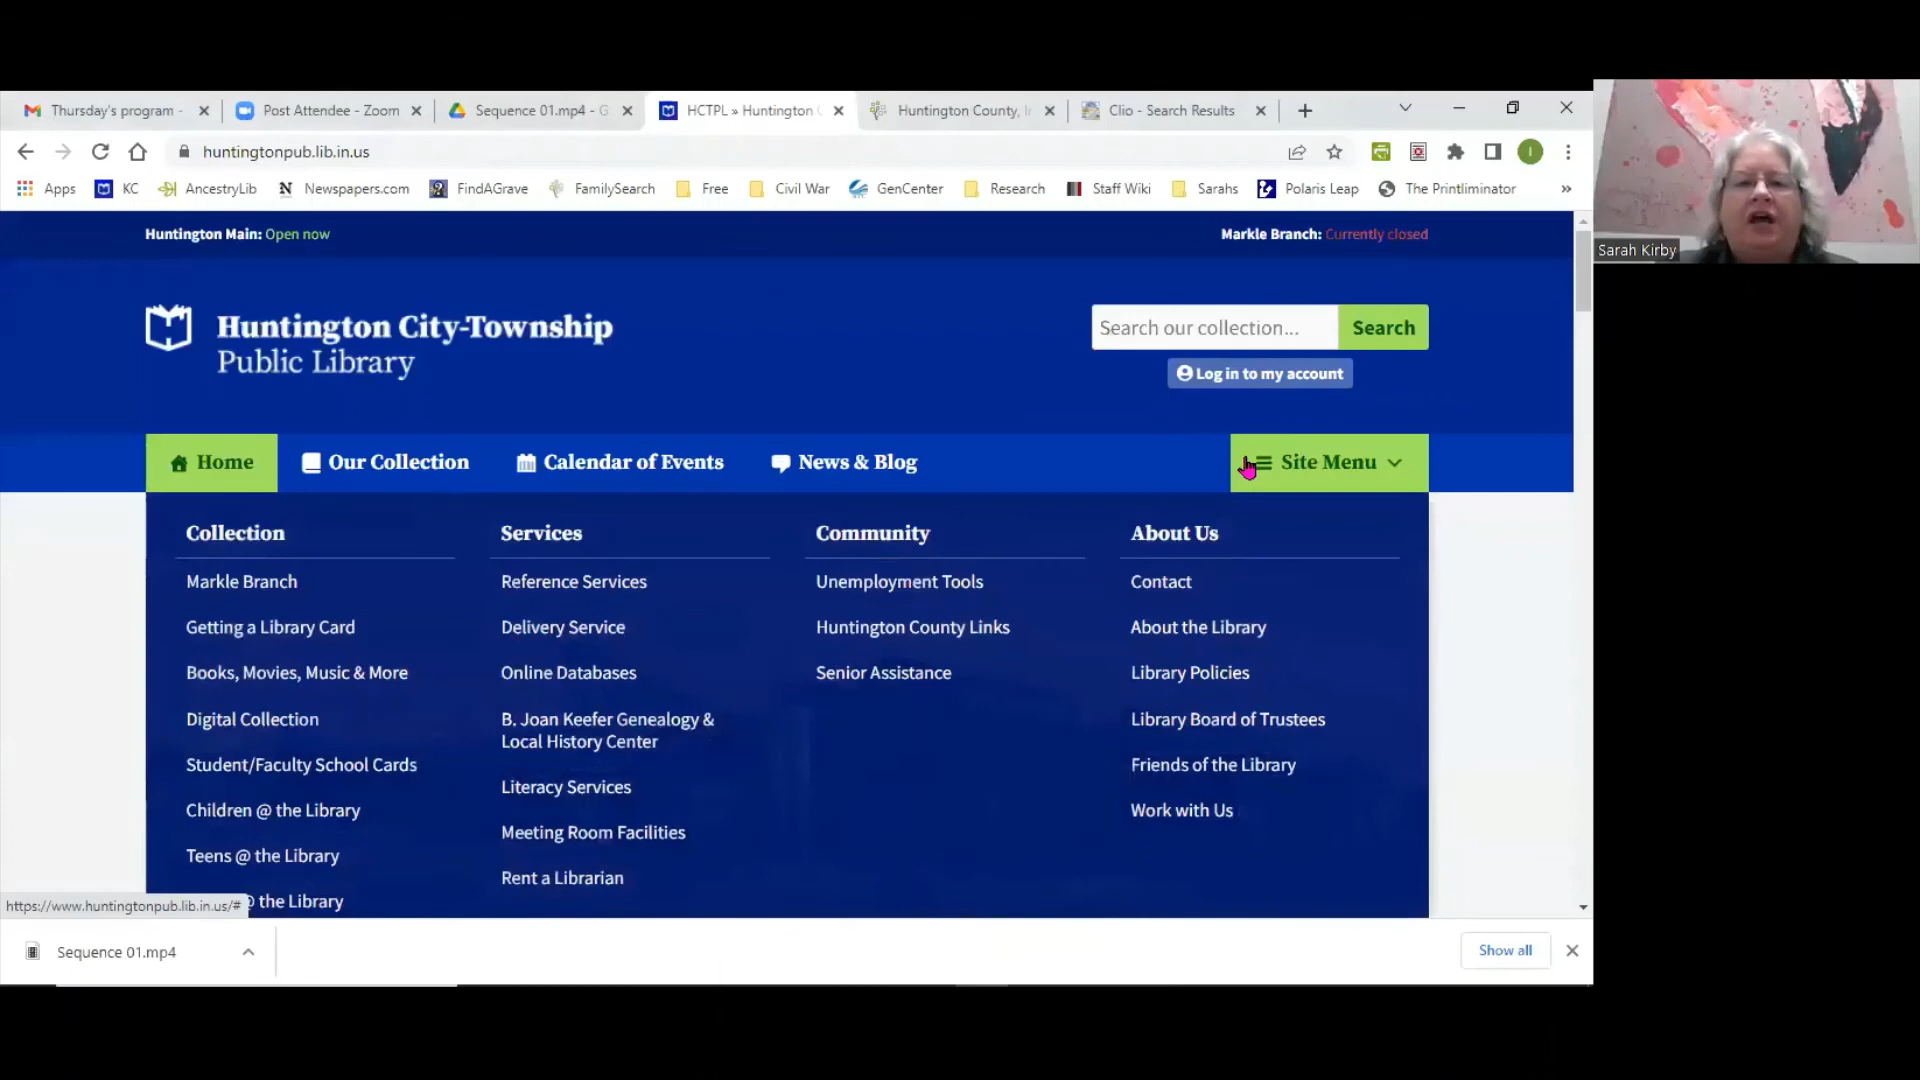 Thursday's program -
Post Attendee - Zoom
Sequence 01.mp4 - G
HCTPL » Huntington C
Huntington County, Ir
Clio - Search Results
huntingtonpub.lib.in.us
Apps
KC
AncestryLib
Newspapers.com
FindAGrave
FamilySearch
Free
Civil War
GenCenter
Research
Staff Wiki
Sarahs
Polaris Leap
The Printliminator
Sarah Kirby
Huntington Main: Open now
Markle Branch: Currently closed
Huntington City-Township
Public Library
Search our collection...
Search
Log in to my account
Home
Our Collection
Calendar of Events
News & Blog
Site Menu
Collection
Markle Branch
Getting a Library Card
Books, Movies, Music & More
Digital Collection
Student/Faculty School Cards
Children @ the Library
Teens @ the Library
@ the Library
Services
Reference Services
Delivery Service
Online Databases
B. Joan Keefer Genealogy &
Local History Center
Literacy Services
Meeting Room Facilities
Rent a Librarian
Community
Unemployment Tools
Huntington County Links
Senior Assistance
About Us
Contact
About the Library
Library Policies
Library Board of Trustees
Friends of the Library
Work with Us
https://www.huntingtonpub.lib.in.us/#
Sequence 01.mp4
Show all